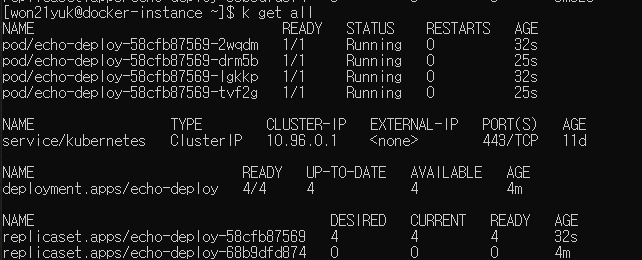 [won21yuk@docker-instance ~]$ k get all
NAME READY STATUS RESTARTS AGE
pod/echo-deploy-58cfb87569-2wqdm 1/1 Running 0 32s
pod/echo-deploy-58cfb87569-drm5b 1/1 Running 0 25s
pod/echo-deploy-58cfb87569-lgkkp 1/1 Running 0 32s
pod/echo-deploy-58cfb87569-tvf2g 1/1 Running 0 25s
NAME TYPE CLUSTER-IP EXTERNAL-IP PORT(S) AGE
service/kubernetes ClusterIP 10.96.0.1 <none> 443/TCP 11d
NAME READY UP-TO-DATE AVAILABLE AGE
deployment.apps/echo-deploy 4/4 4 4 4m
NAME DESIRED CURRENT READY AGE
replicaset.apps/echo-deploy-58cfb87569 4 4 4 32s
replicaset.apps/echo-deploy-68b9dfd874 0 0 0 4m